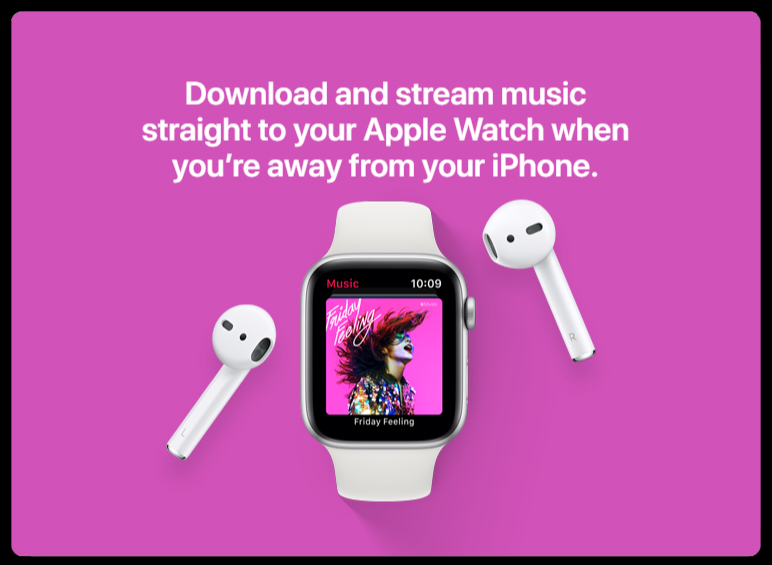 Download and stream music
straight to your Apple Watch when
you're away from your iPhone.
Music 10:09
Friday
Feeling
Friday Feeling
L
R